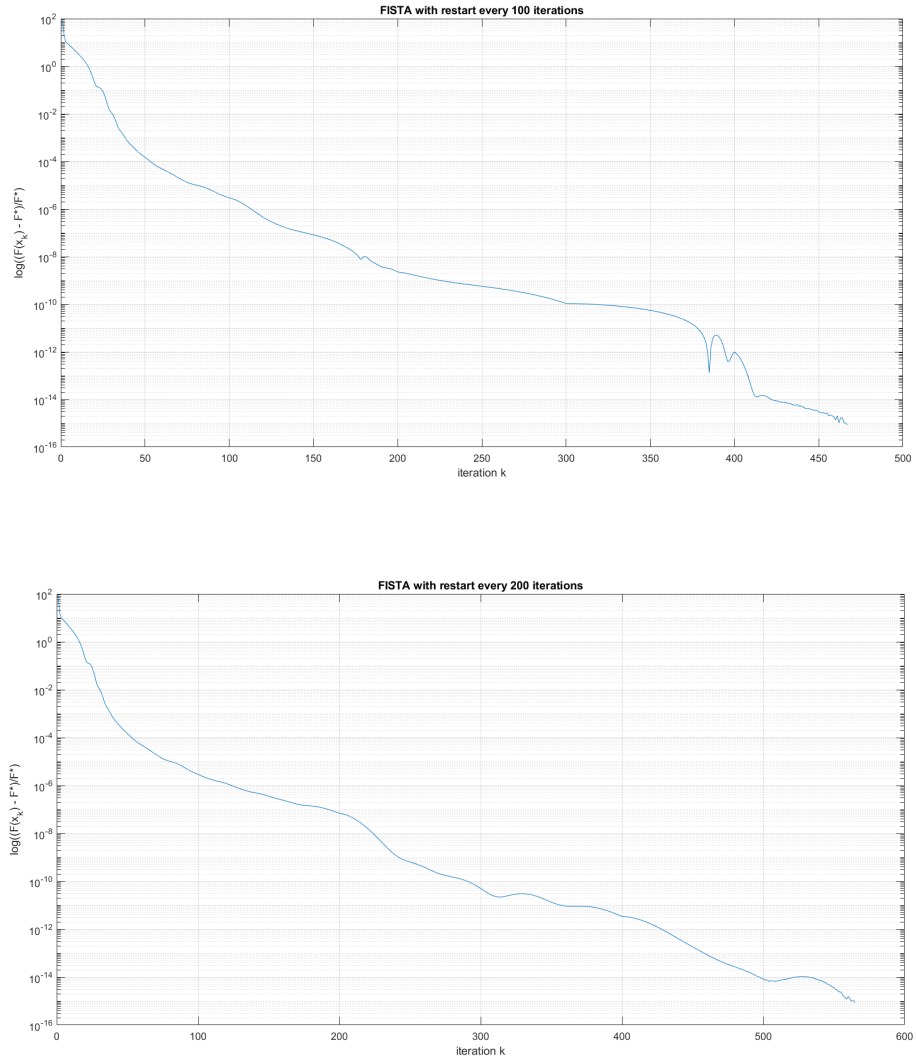 FISTA with restart every 100 iterations
10^2
10^0
10^-2
10^-4
10^-6
10^-8
10^-10
10^-12
10^-14
10^-16
log((F(x_k) - F*)/F*)
0 50 100 150 200 250 300 350 400 450 500
iteration k
FISTA with restart every 200 iterations
10^2
10^0
10^-2
10^-4
10^-6
10^-8
10^-10
10^-12
10^-14
10^-16
log((F(x_k) - F*)/F*)
0 100 200 300 400 500 600
iteration k